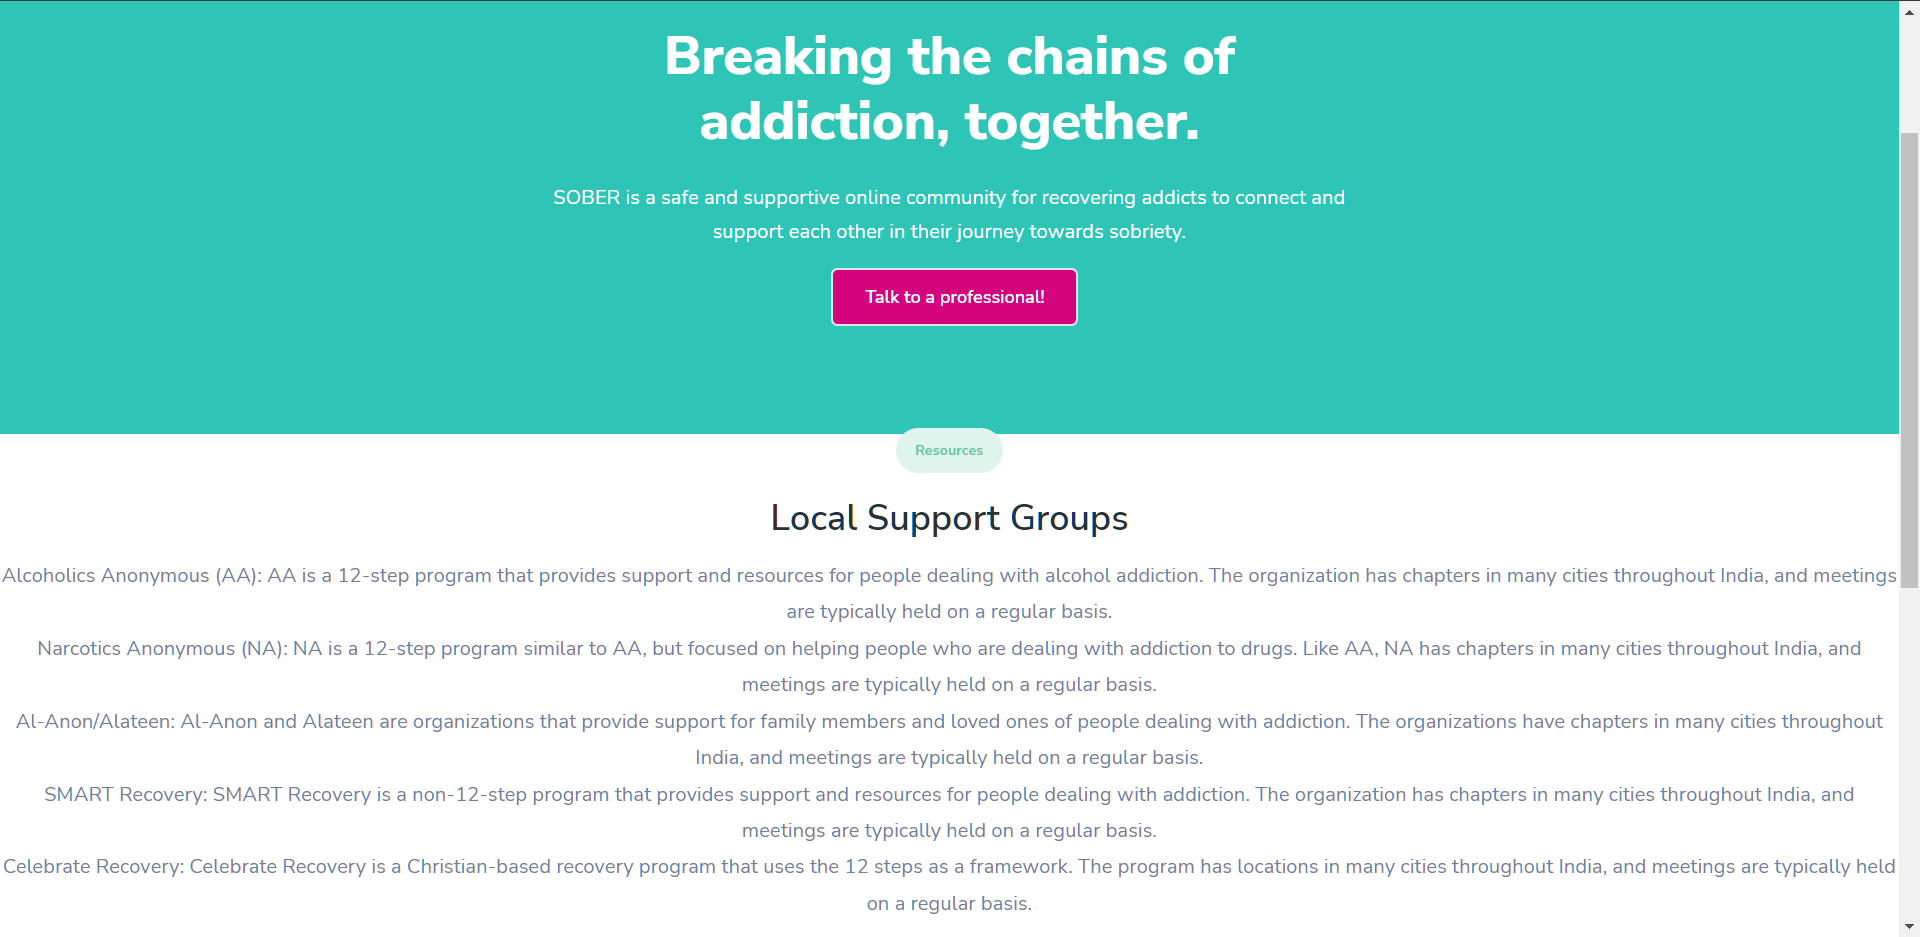 Breaking the chains of
addiction, together.
SOBER is a safe and supportive online community for recovering addicts to connect and
support each other in their journey towards sobriety.
Talk to a professional!
Resources
Local Support Groups
Alcoholics Anonymous (AA): AA is a 12-step program that provides support and resources for people dealing with alcohol addiction. The organization has chapters in many cities throughout India, and meetings
are typically held on a regular basis.
Narcotics Anonymous (NA): NA is a 12-step program similar to AA, but focused on helping people who are dealing with addiction to drugs. Like AA, NA has chapters in many cities throughout India, and
meetings are typically held on a regular basis.
Al-Anon/Alateen: Al-Anon and Alateen are organizations that provide support for family members and loved ones of people dealing with addiction. The organizations have chapters in many cities throughout
India, and meetings are typically held on a regular basis.
SMART Recovery: SMART Recovery is a non-12-step program that provides support and resources for people dealing with addiction. The organization has chapters in many cities throughout India, and
meetings are typically held on a regular basis.
Celebrate Recovery: Celebrate Recovery is a Christian-based recovery program that uses the 12 steps as a framework. The program has locations in many cities throughout India, and meetings are typically held
on a regular basis.